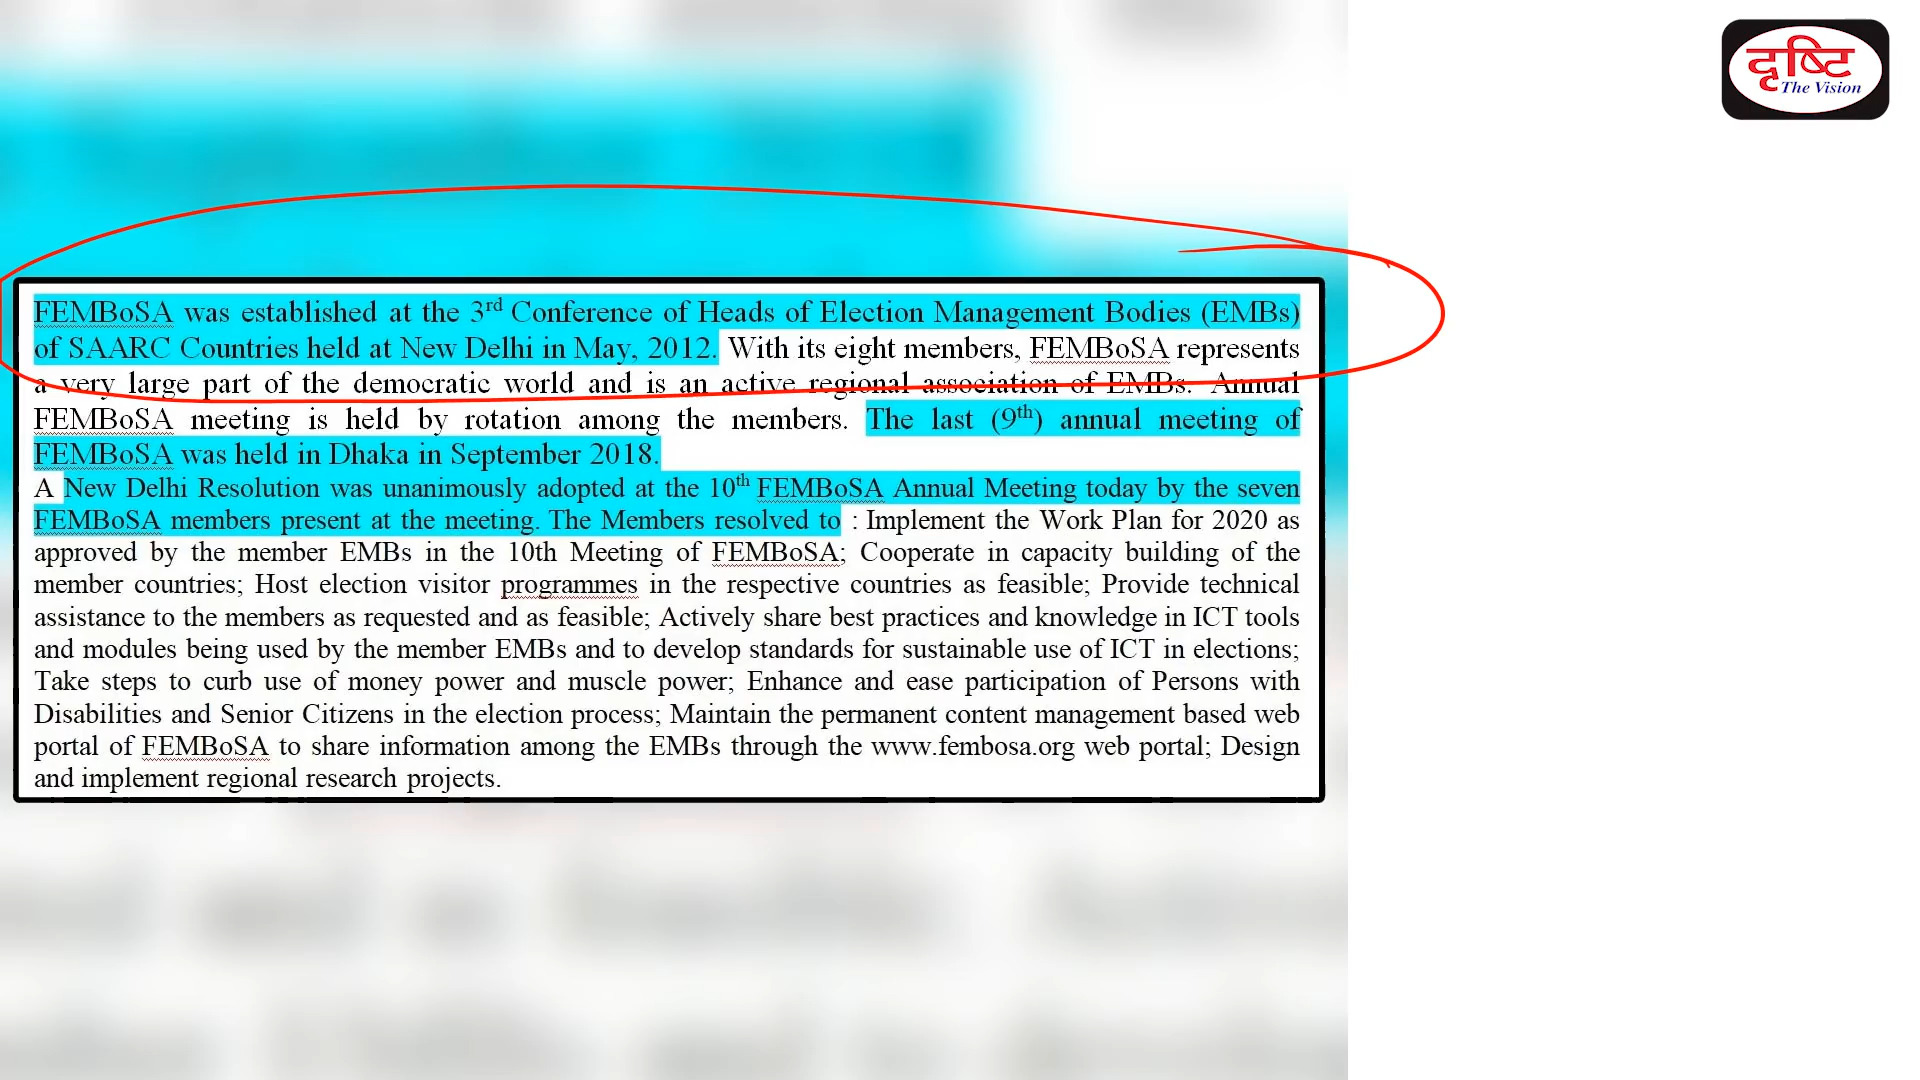 दृष्टि
The Vision
FEMBoSA was established at the 3rd Conference of Heads of Election Management Bodies (EMBs)
of SAARC Countries held at New Delhi in May, 2012. With its eight members, FEMBoSA represents
a very large part of the democratic world and is an active regional association of EMBs. Annual
FEMBoSA meeting is held by rotation among the members. The last (9th) annual meeting of
FEMBoSA was held in Dhaka in September 2018.
A New Delhi Resolution was unanimously adopted at the 10th FEMBoSA Annual Meeting today by the seven
FEMBoSA members present at the meeting. The Members resolved to : Implement the Work Plan for 2020 as
approved by the member EMBs in the 10th Meeting of FEMBoSA; Cooperate in capacity building of the
member countries; Host election visitor programmes in the respective countries as feasible; Provide technical
assistance to the members as requested and as feasible; Actively share best practices and knowledge in ICT tools
and modules being used by the member EMBs and to develop standards for sustainable use of ICT in elections;
Take steps to curb use of money power and muscle power; Enhance and ease participation of Persons with
Disabilities and Senior Citizens in the election process; Maintain the permanent content management based web
portal of FEMBoSA to share information among the EMBs through the www.fembosa.org web portal; Design
and implement regional research projects.